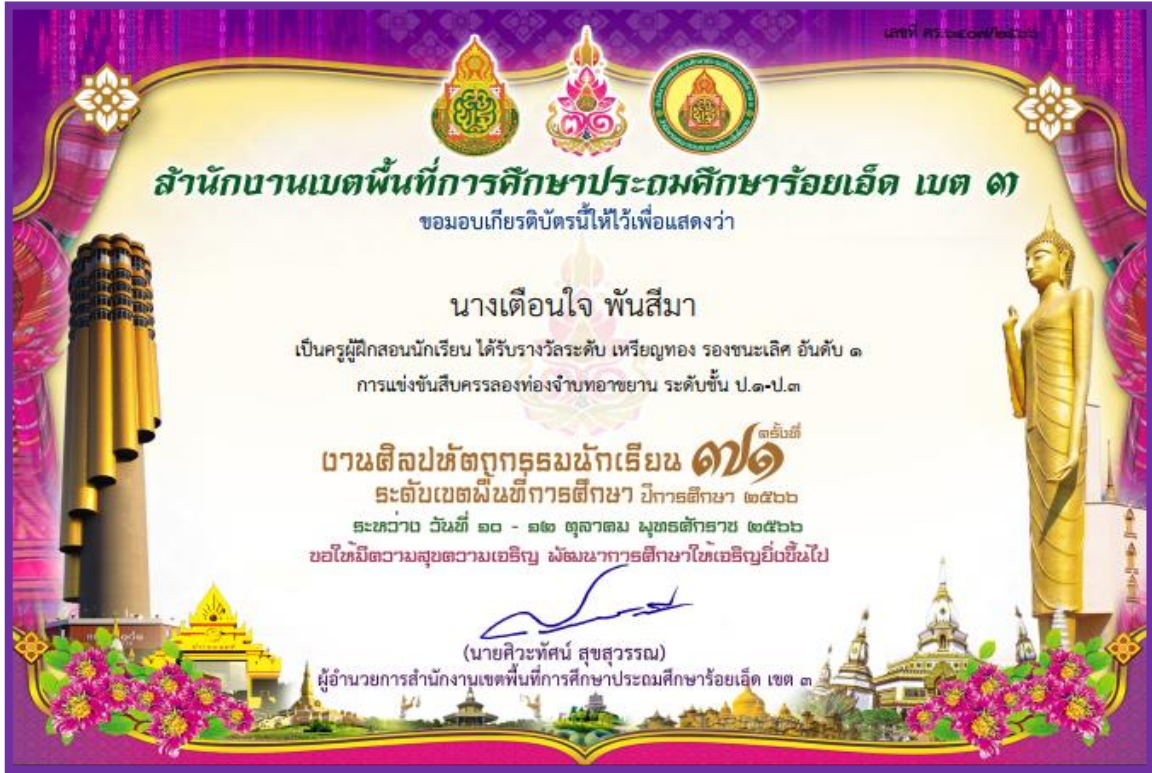 เลขที่ ศร.
สำนักงานเขตพื้นที่การศึกษาประถมศึกษาร้อยเอ็ด เขต ๓
ขอมอบเกียรติบัตรนี้ให้ไว้เพื่อแสดงว่า
นางเตือนใจ พันสีมา
เป็นครูผู้ฝึกสอนนักเรียน ได้รับรางวัลระดับ เหรียญทอง รองชนะเลิศ อันดับ ๑
การแข่งขันสืบครรลองท่องจำบทอาขยาน ระดับชั้น ป.๑-ป.๓
งานศิลปหัตถกรรมนักเรียน ครั้งที่ ๗๑
ระดับเขตพื้นที่การศึกษา ปีการศึกษา ๒๕๖๖
ระหว่าง วันที่ ๑๐ - ๑๒ ตุลาคม พุทธศักราช ๒๕๖๖
ขอให้มีความสุขความเจริญ พัฒนาการศึกษาให้เจริญยิ่งขึ้นไป
(นายศิวะทัศน์ สุขสุวรรณ)
ผู้อำนวยการสำนักงานเขตพื้นที่การศึกษาประถมศึกษาร้อยเอ็ด เขต ๓